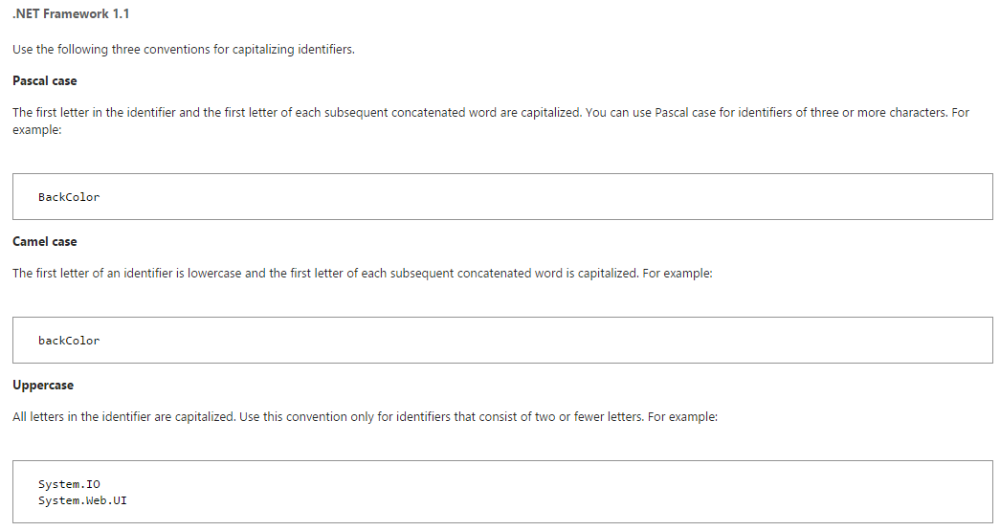 .NET Framework 1.1
Use the following three conventions for capitalizing identifiers.
Pascal case
The first letter in the identifier and the first letter of each subsequent concatenated word are capitalized. You can use Pascal case for identifiers of three or more characters. For
example:
BackColor
Camel case
The first letter of an identifier is lowercase and the first letter of each subsequent concatenated word is capitalized. For example:
backColor
Uppercase
All letters in the identifier are capitalized. Use this convention only for identifiers that consist of two or fewer letters. For example:
System.IO
System.Web.UI